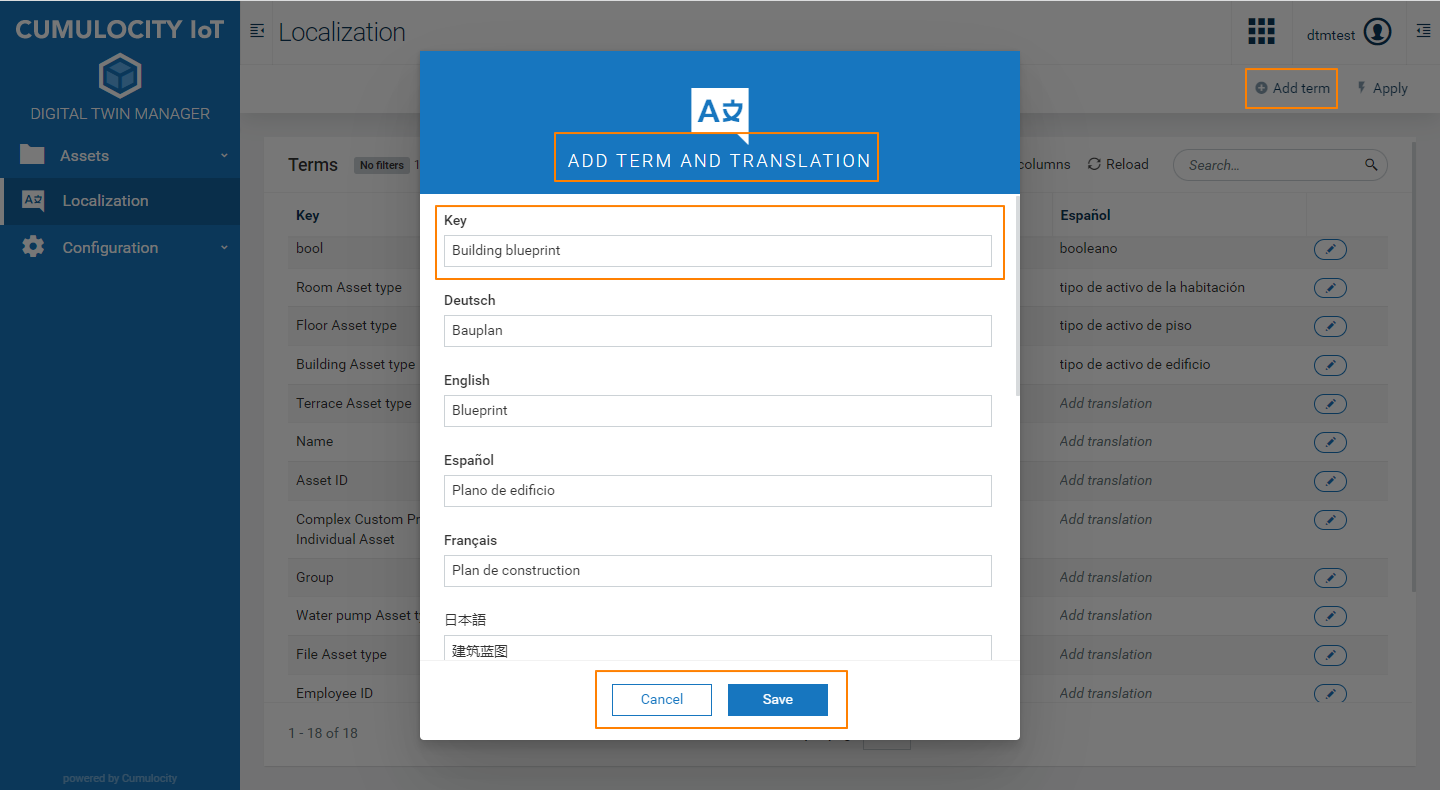 CUMULOCITY IoT
DIGITAL TWIN MANAGER
Assets
Localization
Configuration
powered by Cumulocity
Localization
dtmtest
Add term
Apply
Terms
No filters
1
columns
Reload
Search...
Key
Español
bool
booleano
Room Asset type
tipo de activo de la habitación
Floor Asset type
tipo de activo de piso
Building Asset type
tipo de activo de edificio
Terrace Asset type
Add translation
Name
Add translation
Asset ID
Add translation
Complex Custom Pr
Individual Asset
Add translation
Group
Add translation
Water pump Asset t
Add translation
File Asset type
Add translation
Employee ID
Add translation
1 - 18 of 18
ADD TERM AND TRANSLATION
Key
Building blueprint
Deutsch
Bauplan
English
Blueprint
Español
Plano de edificio
Français
Plan de construction
日本語
建筑蓝图
Cancel
Save